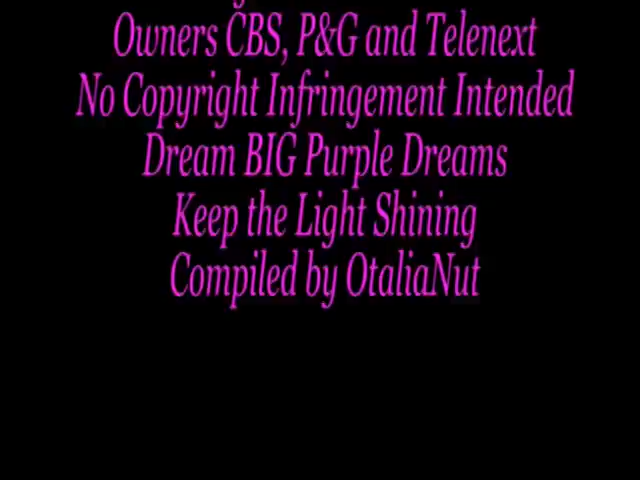 Owners CBS, P&G and Telenext
No Copyright Infringement Intended
Dream BIG Purple Dreams
Keep the Light Shining
Compiled by OtaliaNut